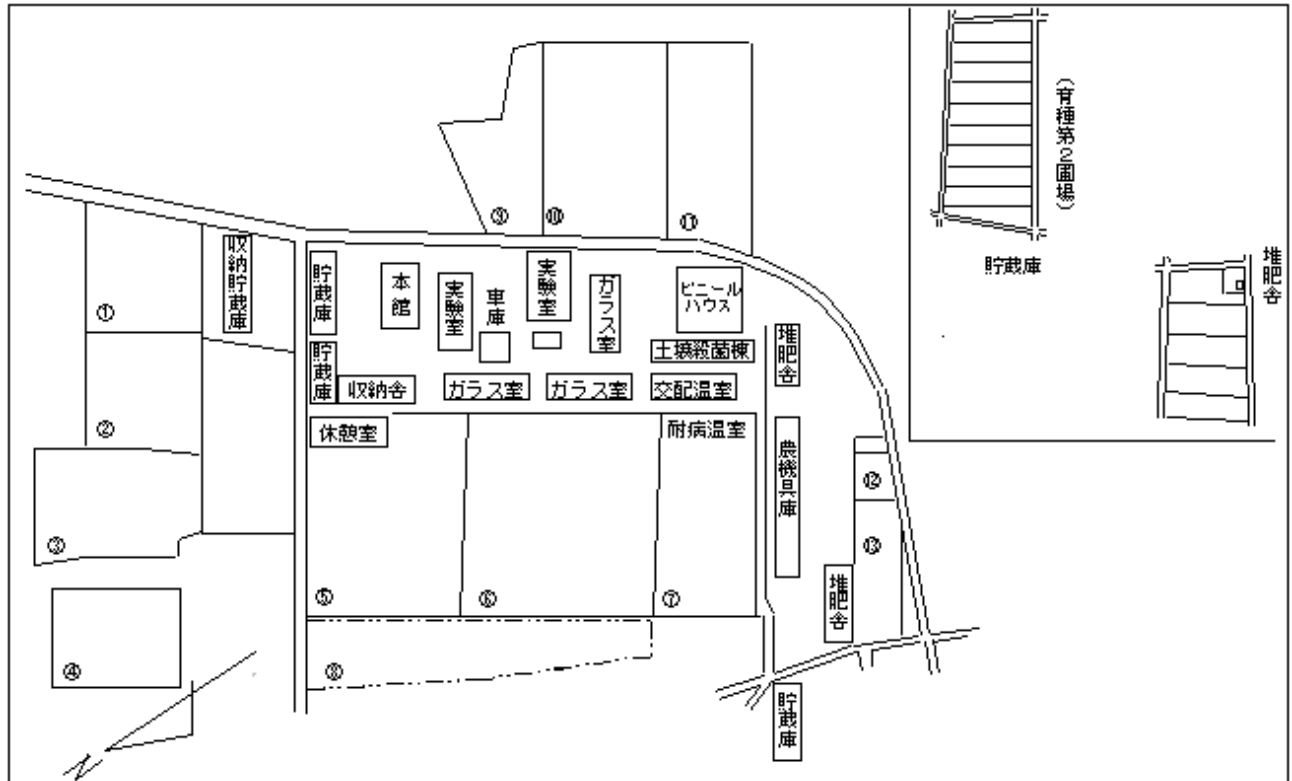 (育種第2圃場)
⑨
⑩
⑪
貯蔵庫
堆肥舎
収納貯蔵庫
貯蔵庫
本館
実験室
車庫
実験室
ガラス室
ビニール
ハウス
①
貯蔵庫
土壌殺菌棟
堆肥舎
収納舎
ガラス室
ガラス室
交配温室
②
休憩室
耐病温室
農機具庫
⑫
③
⑬
堆肥舎
⑤
⑥
⑦
④
⑧
貯蔵庫
N